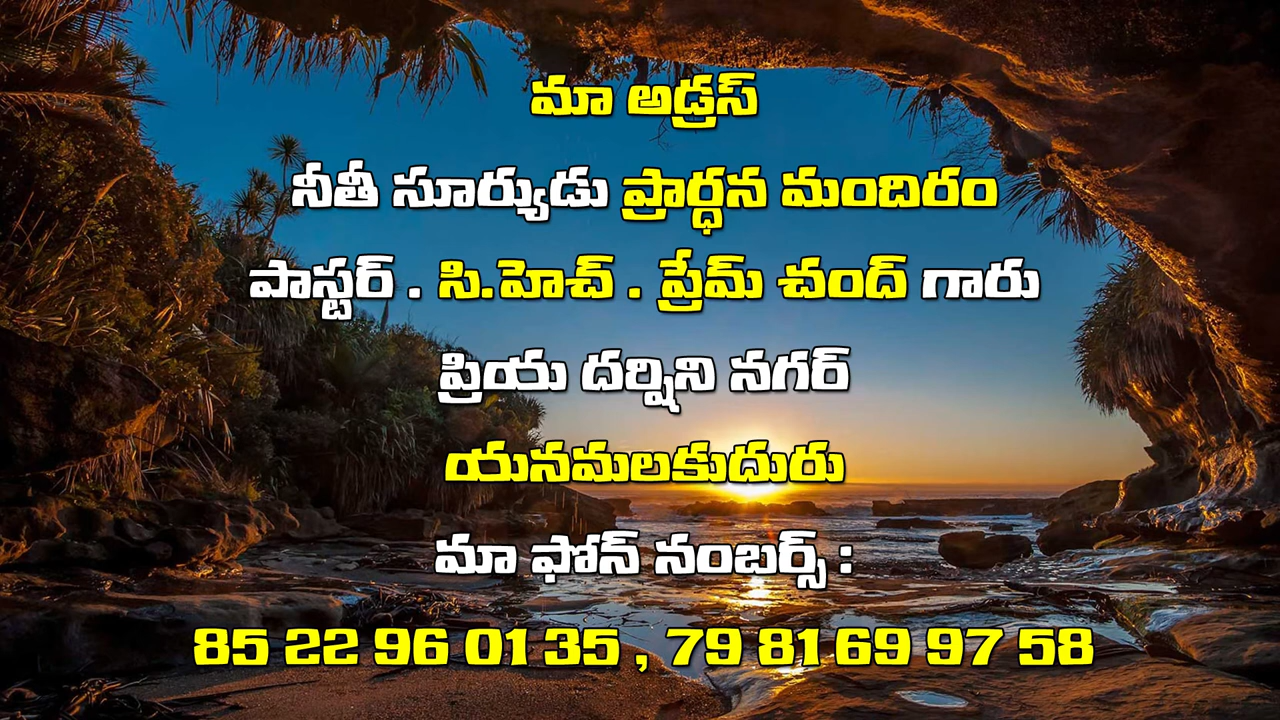 మా అడ్రస్
నీతీ సూర్యుడు ప్రార్ధన మందిరం
పాస్టర్ . సి.హెచ్ . ప్రేమ్ చంద్ గారు
ప్రియ దర్శిని నగర్
యనమలకుదురు
మా ఫోన్ నంబర్స్ :
85 22 96 01 35 , 79 81 69 97 58